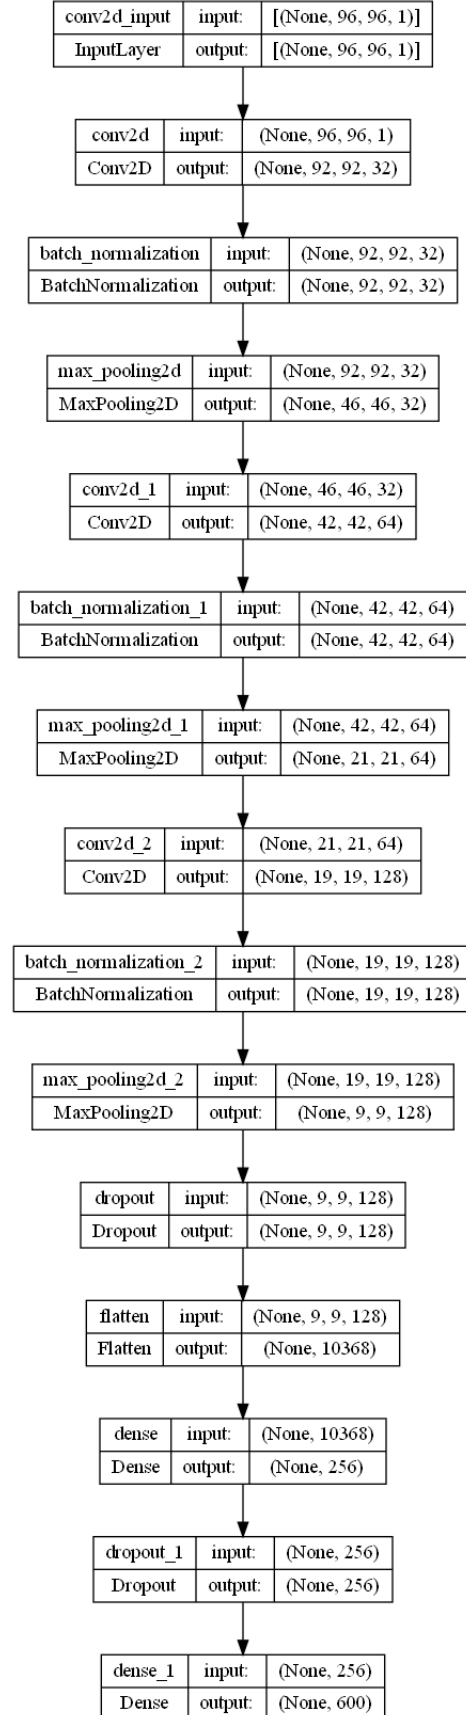 conv2d_input input: [(None, 96, 96, 1)]
InputLayer output: [(None, 96, 96, 1)]
conv2d input: (None, 96, 96, 1)
Conv2D output: (None, 92, 92, 32)
batch_normalization input: (None, 92, 92, 32)
BatchNormalization output: (None, 92, 92, 32)
max_pooling2d input: (None, 92, 92, 32)
MaxPooling2D output: (None, 46, 46, 32)
conv2d_1 input: (None, 46, 46, 32)
Conv2D output: (None, 42, 42, 64)
batch_normalization_1 input: (None, 42, 42, 64)
BatchNormalization output: (None, 42, 42, 64)
max_pooling2d_1 input: (None, 42, 42, 64)
MaxPooling2D output: (None, 21, 21, 64)
conv2d_2 input: (None, 21, 21, 64)
Conv2D output: (None, 19, 19, 128)
batch_normalization_2 input: (None, 19, 19, 128)
BatchNormalization output: (None, 19, 19, 128)
max_pooling2d_2 input: (None, 19, 19, 128)
MaxPooling2D output: (None, 9, 9, 128)
dropout input: (None, 9, 9, 128)
Dropout output: (None, 9, 9, 128)
flatten input: (None, 9, 9, 128)
Flatten output: (None, 10368)
dense input: (None, 10368)
Dense output: (None, 256)
dropout_1 input: (None, 256)
Dropout output: (None, 256)
dense_1 input: (None, 256)
Dense output: (None, 600)